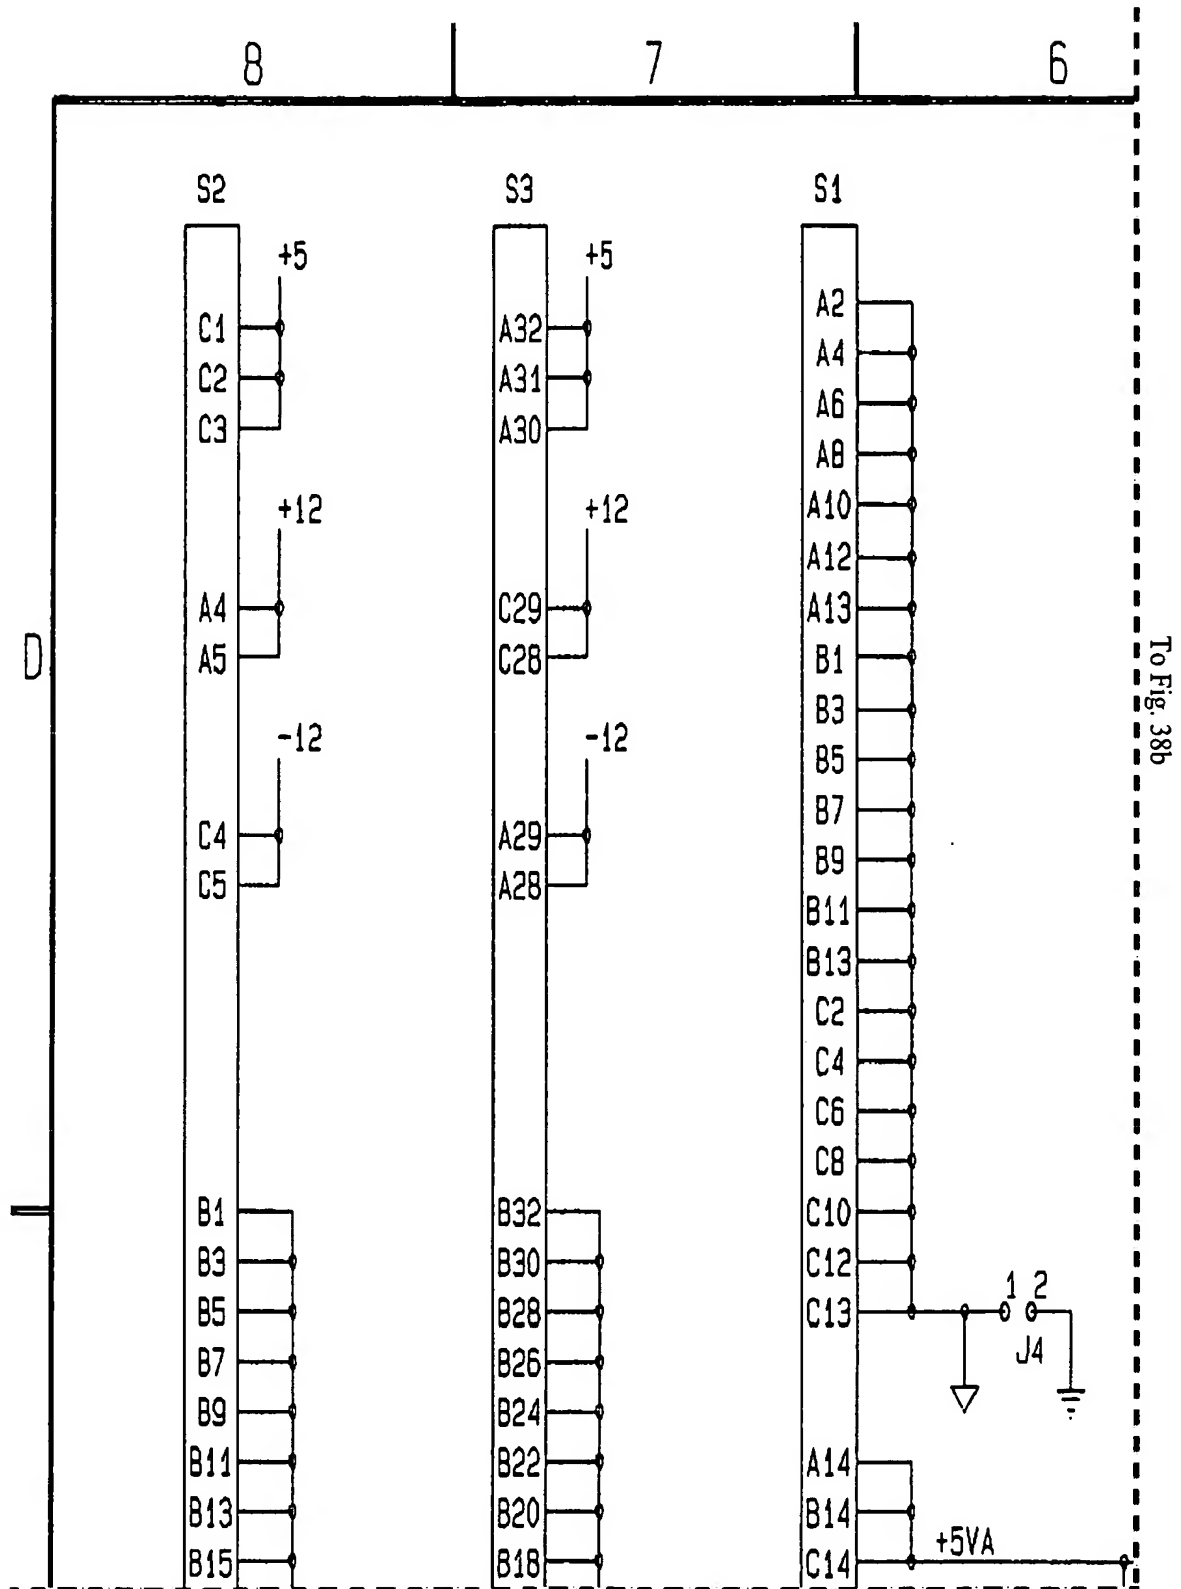 8 7 6
S2 S3 S1
+5 +5
A2
C1 A32
A4
C2 A31
A6
C3 A30
A8
+12 +12
A10
A12
A4 C29 A13
D A5 C28 B1
To Fig. 38b
B3
-12 -12
B5
B7
C4 A29
B9
C5 A28
B11
B13
C2
C4
C6
C8
B1 B32 C10
B3 B30 C12
1 2
B5 B28 C13
J4
B7 B26
B9 B24
B11 B22 A14
B13 B20 B14
+5VA
B15 B18 C14